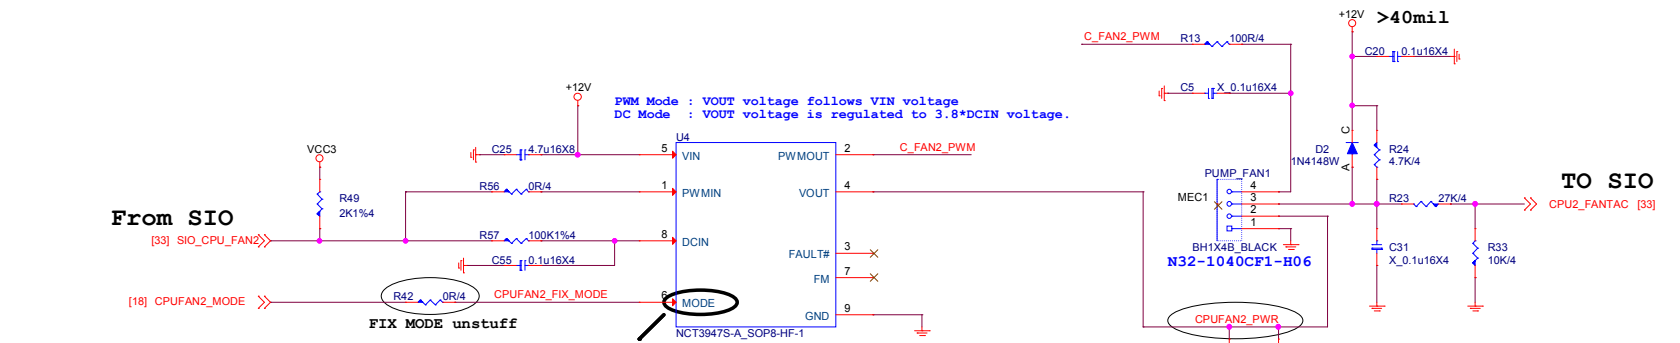 +12V
>40mil
C_FAN2_PWM
R13
100R/4
C20
0.1u16X4
+12V
C5
X_0.1u16X4
PWM Mode : VOUT voltage follows VIN voltage
DC Mode : VOUT voltage is regulated to 3.8*DCIN voltage.
U4
VCC3
C25
4.7u16X8
5
VIN
PWMOUT
2
C_FAN2_PWM
C
D2
1N4148W
A
R24
4.7K/4
R56
0R/4
1
PWMIN
VOUT
4
PUMP_FAN1
MEC1
4
3
2
1
R49
2K1%4
R23
27K/4
TO SIO
CPU2_FANTAC [33]
From SIO
[33] SIO_CPU_FAN2
R57
100K1%4
8
DCIN
FAULT#
3
BH1X4B_BLACK
N32-1040CF1-H06
C31
X_0.1u16X4
R33
10K/4
C55
0.1u16X4
FM
7
[18] CPUFAN2_MODE
R42
0R/4
CPUFAN2_FIX_MODE
6
MODE
GND
9
FIX MODE unstuff
NCT3947S-A_SOP8-HF-1
CPUFAN2_PWR